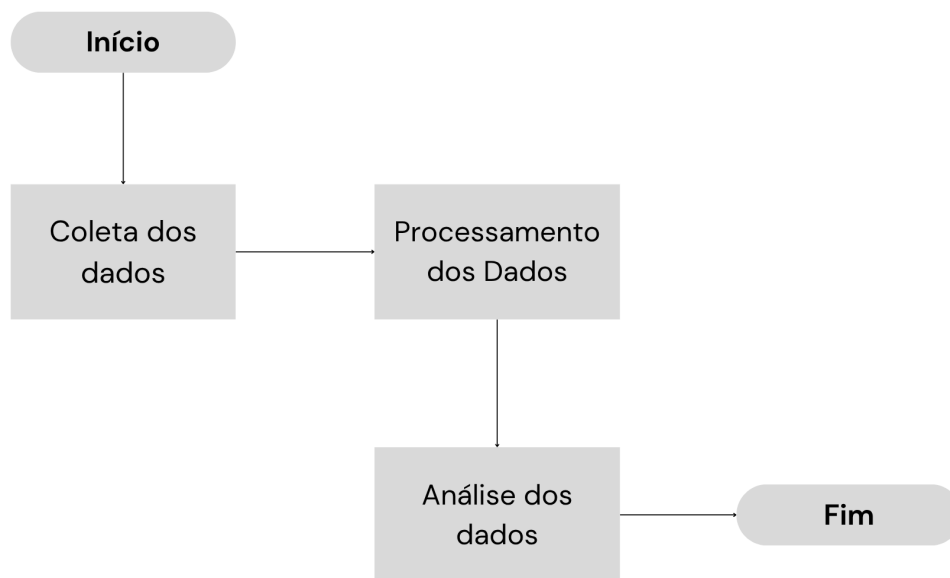 Início
Coleta dos
dados
Processamento
dos Dados
Análise dos
dados
Fim